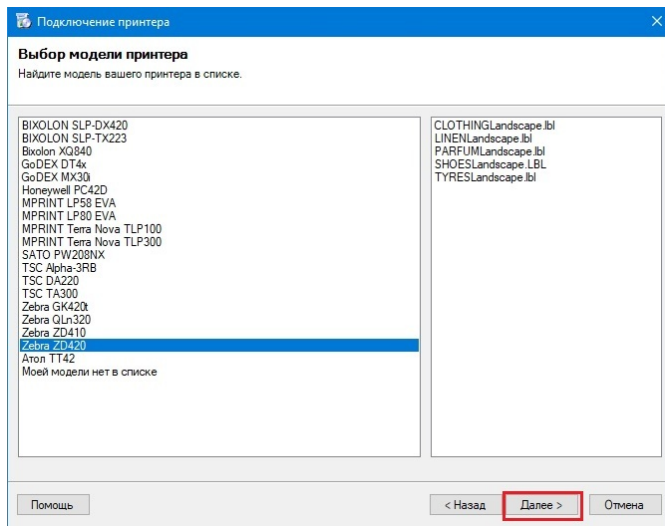 Подключение принтера
Выбор модели принтера
Найдите модель вашего принтера в списке.
BIXOLON SLP-DX420
BIXOLON SLP-TX223
Bixolon XQ840
GoDEX DT4x
GoDEX MX30i
Honeywell PC42D
MPRINT LP58 EVA
MPRINT LP80 EVA
MPRINT Terra Nova TLP100
MPRINT Terra Nova TLP300
SATO PW208NX
TSC Alpha-3RB
TSC DA220
TSC TA300
Zebra GK420t
Zebra QLn320
Zebra ZD410
Zebra ZD420
Атол ТТ42
Моей модели нет в списке
CLOTHINGLandscape.lbl
LINENLandscape.lbl
PARFUMLandscape.lbl
SHOESLandscape.LBL
TYRESLandscape.lbl
Помощь
< Назад
Далее >
Отмена